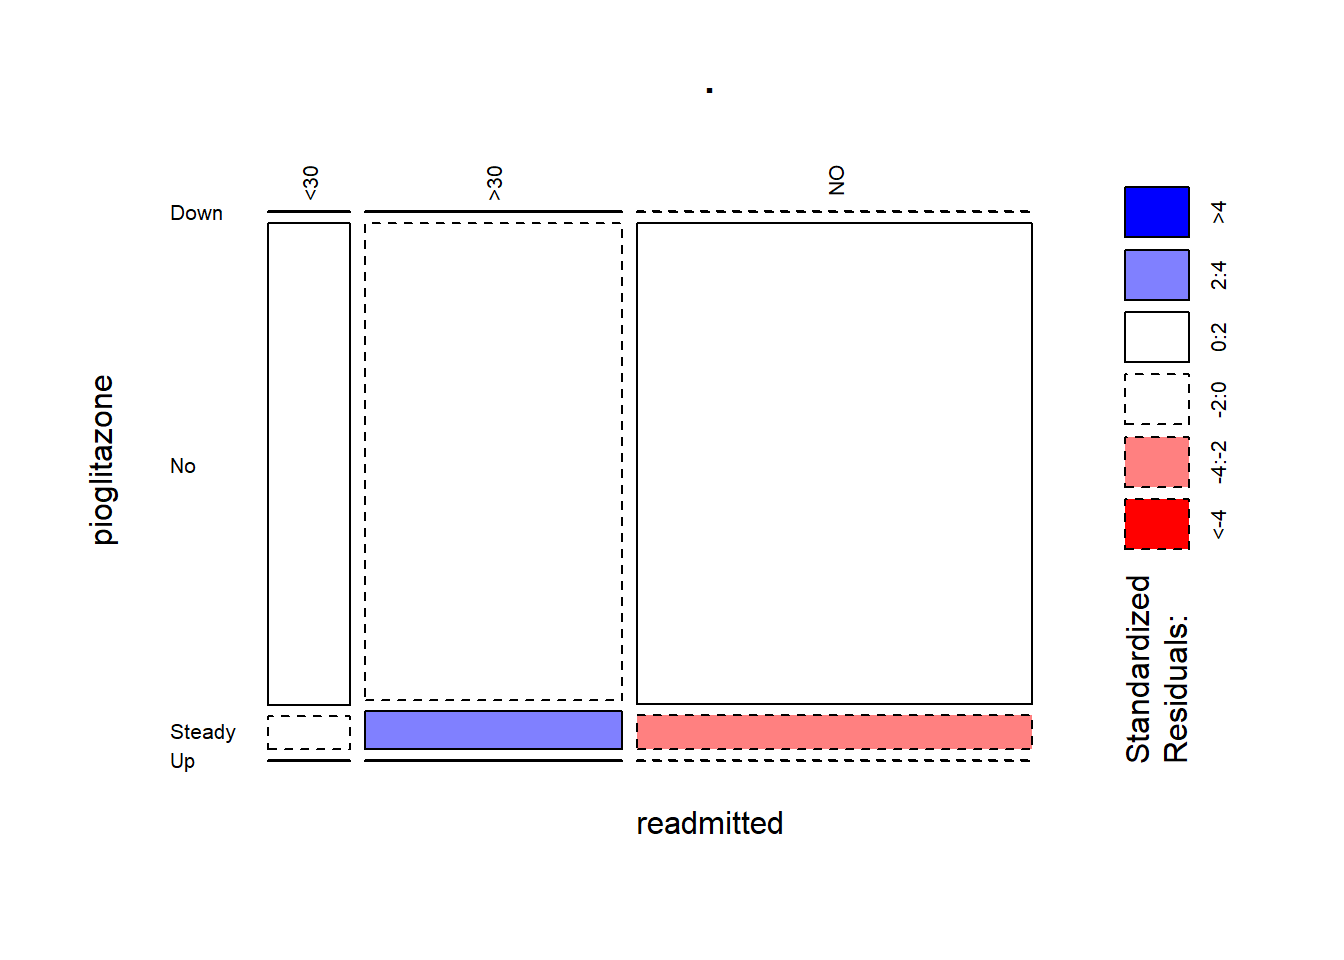 .
<30
>30
NO
Down
No
Steady
Up
pioglitazone
readmitted
>4
2:4
0:2
-2:0
-4:-2
<-4
Standardized
Residuals: